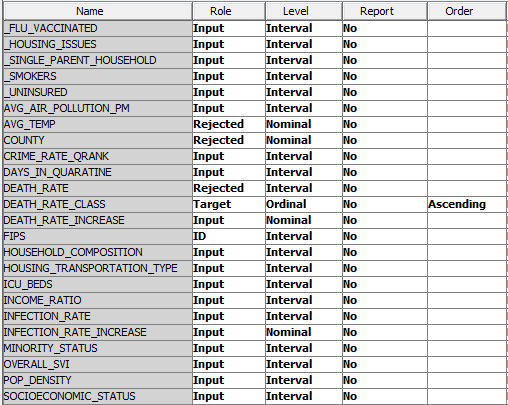 Name Role Level Report Order
_FLU_VACCINATED Input Interval No
_HOUSING_ISSUES Input Interval No
_SINGLE_PARENT_HOUSEHOLD Input Interval No
_SMOKERS Input Interval No
_UNINSURED Input Interval No
AVG_AIR_POLLUTION_PM Input Interval No
AVG_TEMP Rejected Nominal No
COUNTY Rejected Nominal No
CRIME_RATE_QRANK Input Interval No
DAYS_IN_QUARATINE Input Interval No
DEATH_RATE Rejected Interval No
DEATH_RATE_CLASS Target Ordinal No Ascending
DEATH_RATE_INCREASE Input Nominal No
FIPS ID Interval No
HOUSEHOLD_COMPOSITION Input Interval No
HOUSING_TRANSPORTATION_TYPE Input Interval No
ICU_BEDS Input Interval No
INCOME_RATIO Input Interval No
INFECTION_RATE Input Interval No
INFECTION_RATE_INCREASE Input Nominal No
MINORITY_STATUS Input Interval No
OVERALL_SVI Input Interval No
POP_DENSITY Input Interval No
SOCIOECONOMIC_STATUS Input Interval No